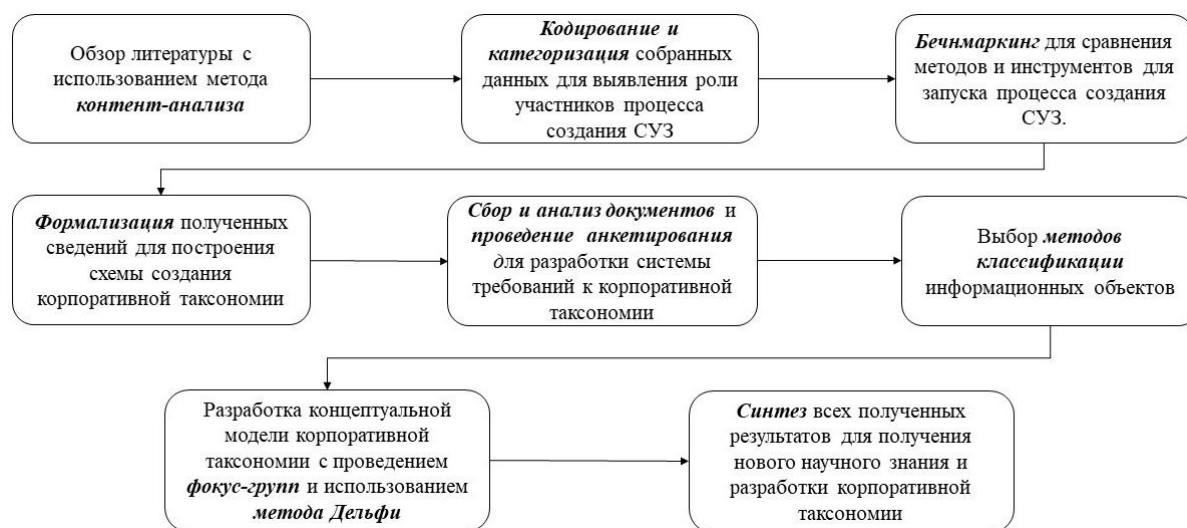 Обзор литературы с
использованием метода
контент-анализа
Кодирование и
категоризация собранных
данных для выявления роли
участников процесса
создания СУЗ
Бечнмаркинг для сравнения
методов и инструментов для
запуска процесса создания
СУЗ.
Формализация полученных
сведений для построения
схемы создания
корпоративной таксономии
Сбор и анализ документов и
проведение анкетирования
для разработки системы
требований к корпоративной
таксономии
Выбор методов
классификации
информационных объектов
Разработка концептуальной
модели корпоративной
таксономии с проведением
фокус-групп и использованием
метода Дельфи
Синтез всех полученных
результатов для получения
нового научного знания и
разработки корпоративной
таксономии